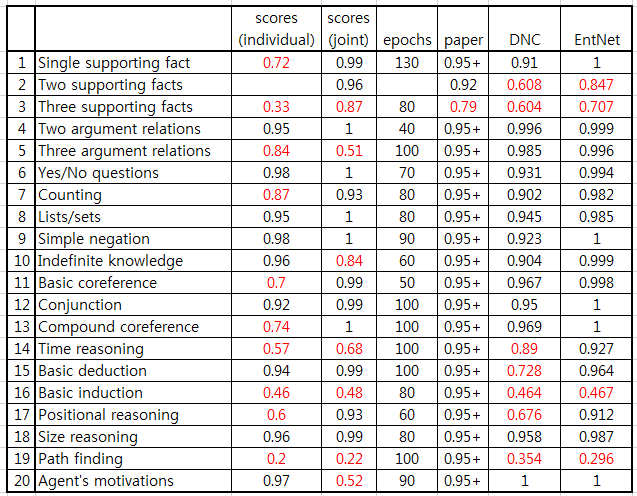 scores (individual) scores (joint) epochs paper DNC EntNet
1 Single supporting fact 0.72 0.99 130 0.95+ 0.91 1
2 Two supporting facts 0.96 0.92 0.608 0.847
3 Three supporting facts 0.33 0.87 80 0.79 0.604 0.707
4 Two argument relations 0.95 1 40 0.95+ 0.996 0.999
5 Three argument relations 0.84 0.51 100 0.95+ 0.985 0.996
6 Yes/No questions 0.98 1 70 0.95+ 0.931 0.994
7 Counting 0.87 0.93 80 0.95+ 0.902 0.982
8 Lists/sets 0.95 1 80 0.95+ 0.945 0.985
9 Simple negation 0.98 1 90 0.95+ 0.923 1
10 Indefinite knowledge 0.96 0.84 60 0.95+ 0.904 0.999
11 Basic coreference 0.7 0.99 50 0.95+ 0.967 0.998
12 Conjunction 0.92 0.99 100 0.95+ 0.95 1
13 Compound coreference 0.74 1 100 0.95+ 0.969 1
14 Time reasoning 0.57 0.68 100 0.95+ 0.89 0.927
15 Basic deduction 0.94 0.99 100 0.95+ 0.728 0.964
16 Basic induction 0.46 0.48 80 0.95+ 0.464 0.467
17 Positional reasoning 0.6 0.93 60 0.95+ 0.676 0.912
18 Size reasoning 0.96 0.99 80 0.95+ 0.958 0.987
19 Path finding 0.2 0.22 100 0.95+ 0.354 0.296
20 Agent's motivations 0.97 0.52 90 0.95+ 1 1